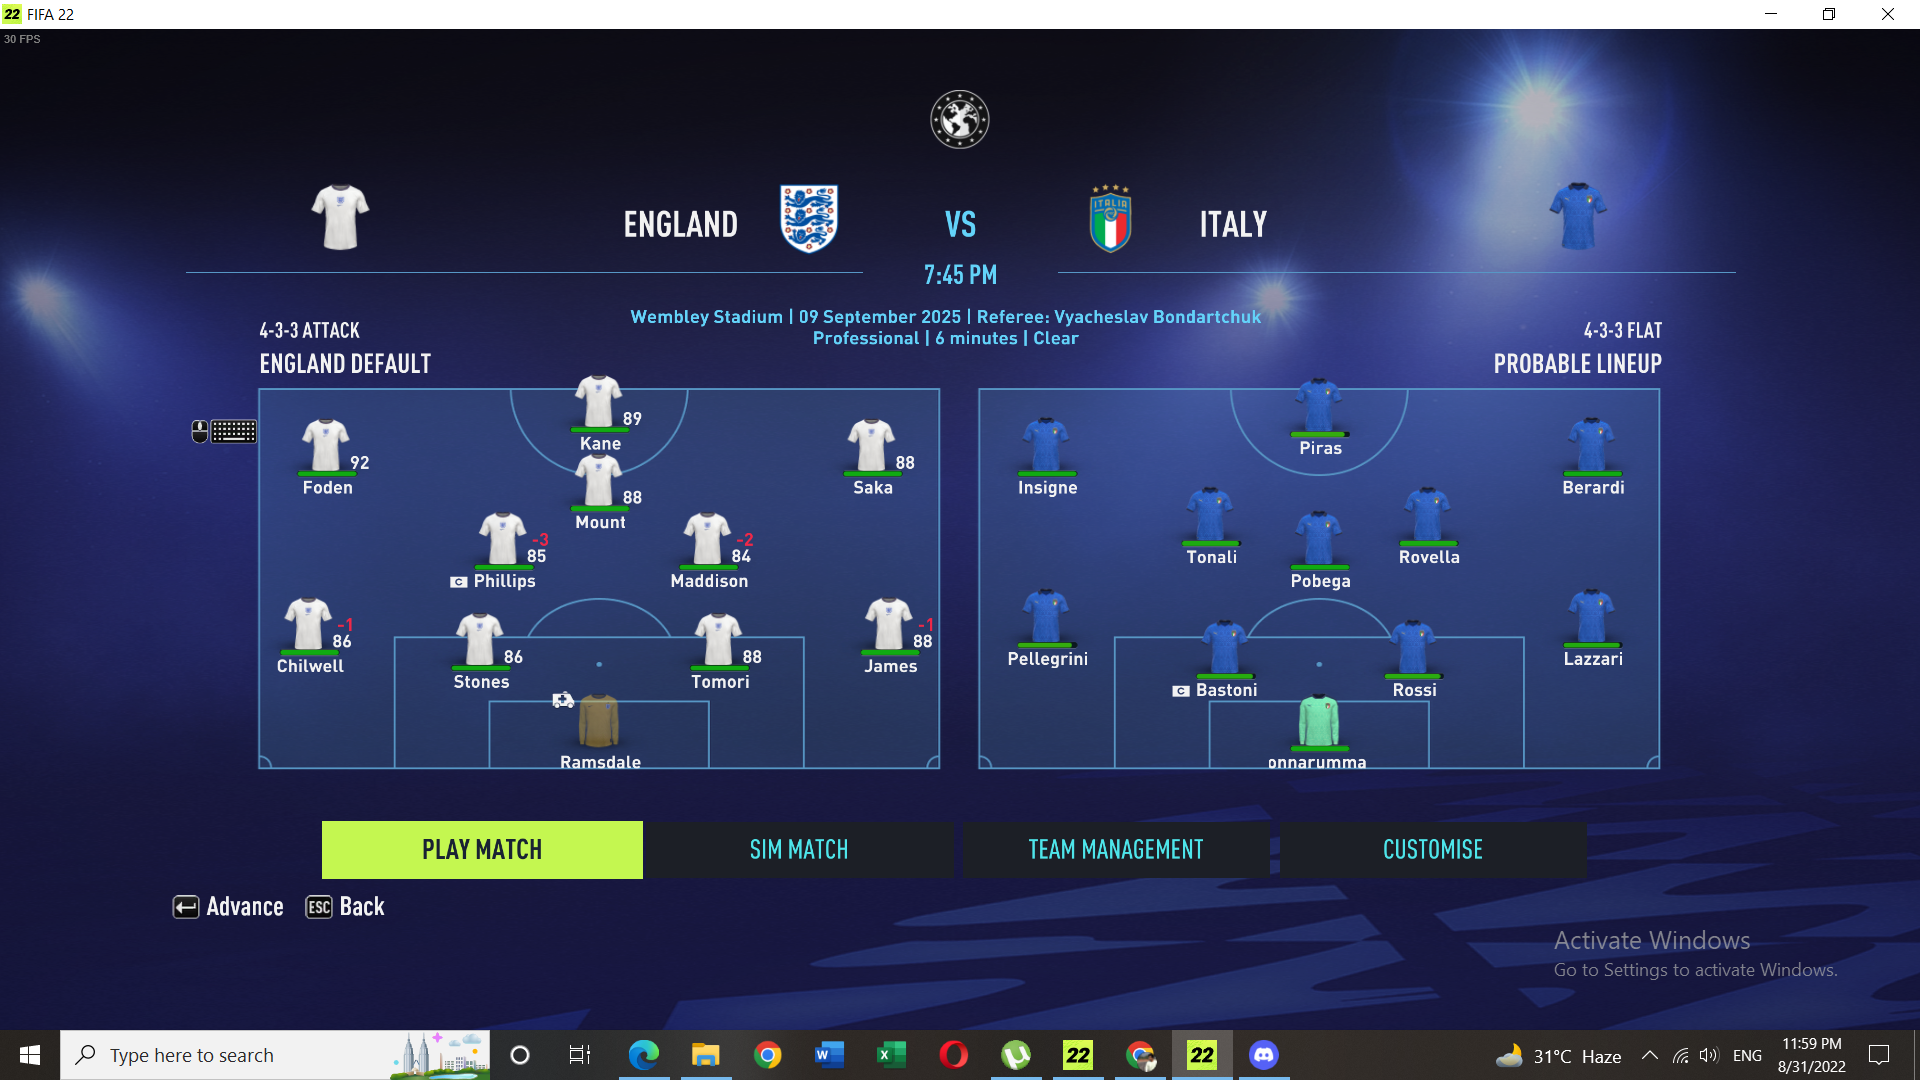 22 FIFA 22
30 FPS
ENGLAND
VS
ITALIA
ITALY
7:45 PM
Wembley Stadium | 09 September 2025 | Referee: Vyacheslav Bondartchuk
Professional | 6 minutes | Clear
4-3-3 ATTACK
ENGLAND DEFAULT
4-3-3 FLAT
PROBABLE LINEUP
89
Kane
92
Foden
88
Saka
88
Mount
-3
85
C Phillips
-2
84
Maddison
-1
86
Chilwell
86
Stones
88
Tomori
-1
88
James
Ramsdale
Piras
Insigne
Berardi
Tonali
Rovella
Pobega
Pellegrini
Lazzari
C Bastoni
Rossi
onnarumma
PLAY MATCH
SIM MATCH
TEAM MANAGEMENT
CUSTOMISE
Advance
ESC Back
Activate Windows
Go to Settings to activate Windows.
Type here to search
W
X
22
22
31°C Haze
ENG
11:59 PM
8/31/2022